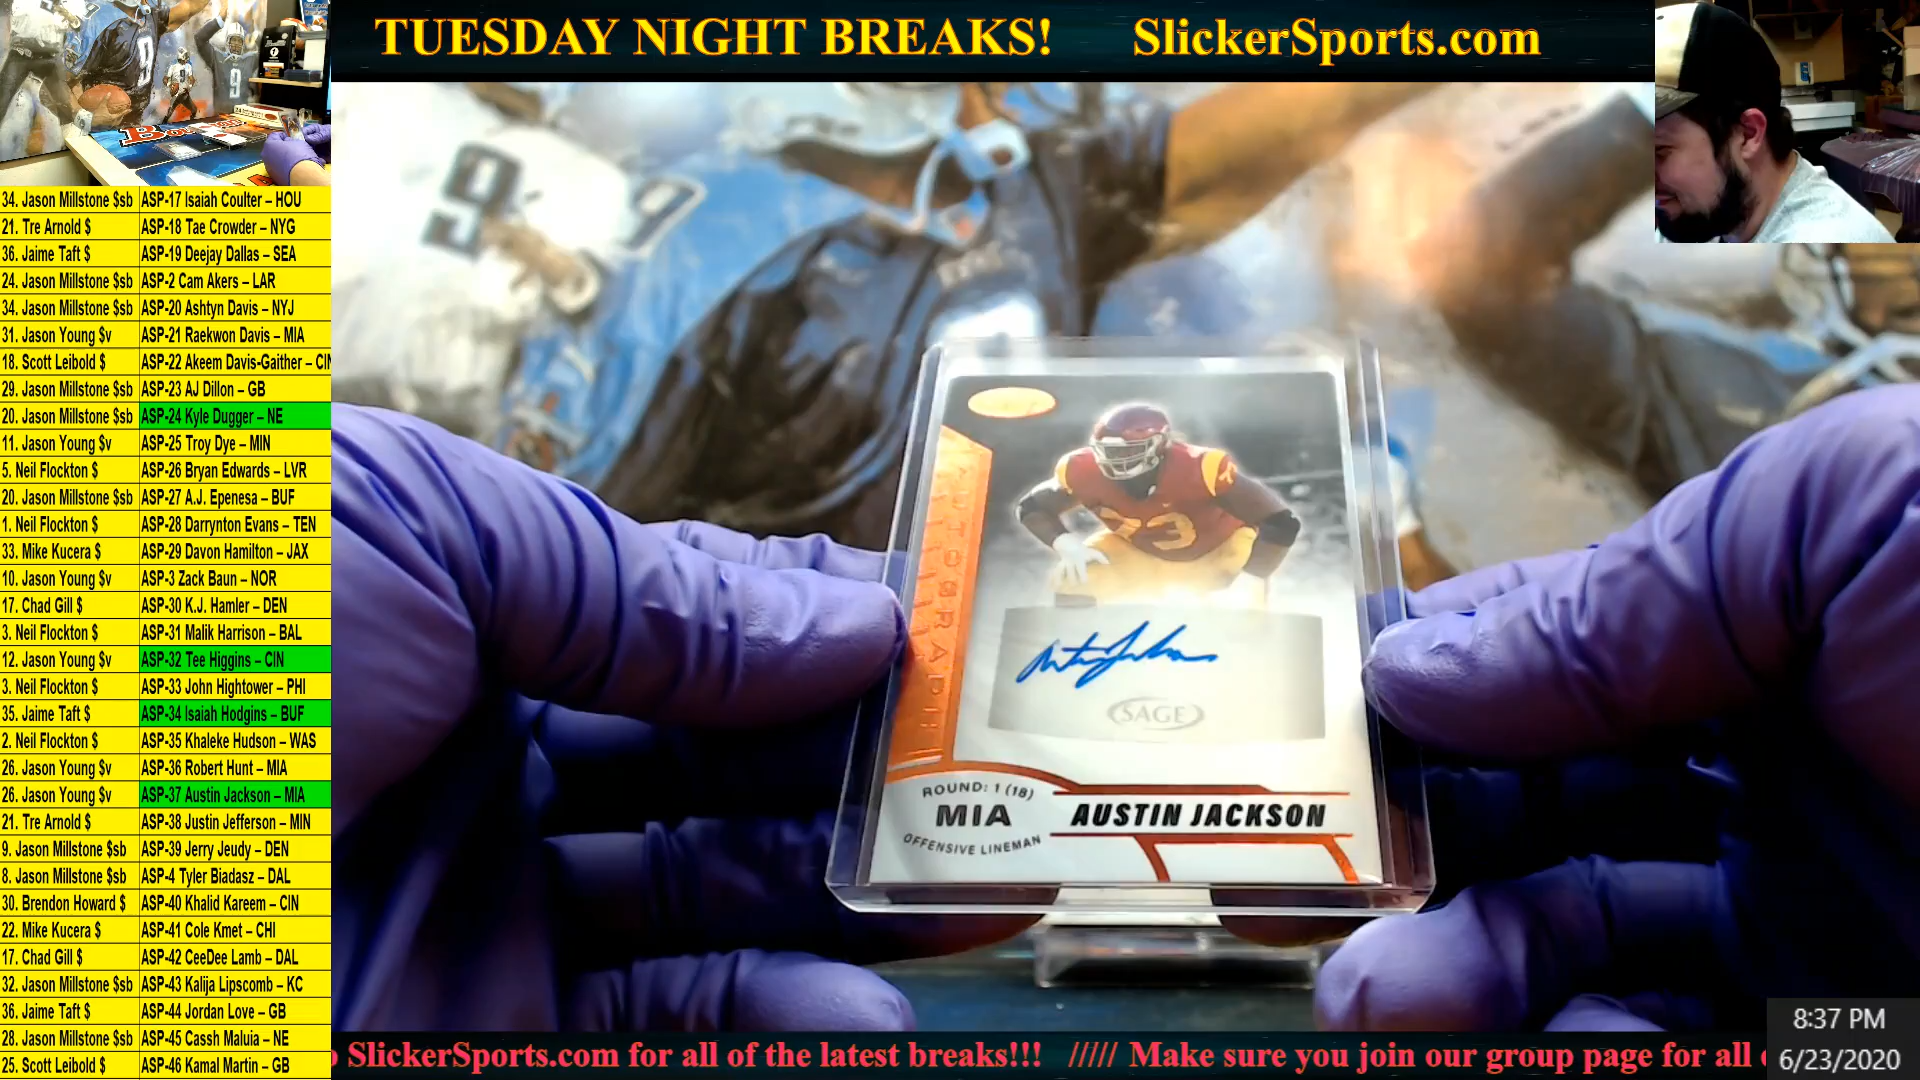 TUESDAY NIGHT BREAKS! SlickerSports.com
34. Jason Millstone $sb ASP-17 Isaiah Coulter – HOU
21. Tre Arnold $ ASP-18 Tae Crowder – NYG
36. Jaime Taft $ ASP-19 Deejay Dallas – SEA
24. Jason Millstone $sb ASP-2 Cam Akers – LAR
34. Jason Millstone $sb ASP-20 Ashtyn Davis – NYJ
31. Jason Young $v ASP-21 Raekwon Davis – MIA
18. Scott Leibold $ ASP-22 Akeem Davis-Gaither – CIN
29. Jason Millstone $sb ASP-23 AJ Dillon – GB
20. Jason Millstone $sb ASP-24 Kyle Dugger – NE
11. Jason Young $v ASP-25 Troy Dye – MIN
5. Neil Flockton $ ASP-26 Bryan Edwards – LVR
20. Jason Millstone $sb ASP-27 A.J. Epenesa – BUF
1. Neil Flockton $ ASP-28 Darrynton Evans – TEN
33. Mike Kucera $ ASP-29 Davon Hamilton – JAX
10. Jason Young $v ASP-3 Zack Baun – NOR
17. Chad Gill $ ASP-30 K.J. Hamler – DEN
3. Neil Flockton $ ASP-31 Malik Harrison – BAL
12. Jason Young $v ASP-32 Tee Higgins – CIN
3. Neil Flockton $ ASP-33 John Hightower – PHI
35. Jaime Taft $ ASP-34 Isaiah Hodgins – BUF
2. Neil Flockton $ ASP-35 Khaleke Hudson – WAS
26. Jason Young $v ASP-36 Robert Hunt – MIA
26. Jason Young $v ASP-37 Austin Jackson – MIA
21. Tre Arnold $ ASP-38 Justin Jefferson – MIN
9. Jason Millstone $sb ASP-39 Jerry Jeudy – DEN
8. Jason Millstone $sb ASP-4 Tyler Biadasz – DAL
30. Brendon Howard $ ASP-40 Khalid Kareem – CIN
22. Mike Kucera $ ASP-41 Cole Kmet – CHI
17. Chad Gill $ ASP-42 CeeDee Lamb – DAL
32. Jason Millstone $sb ASP-43 Kalija Lipscomb – KC
36. Jaime Taft $ ASP-44 Jordan Love – GB
28. Jason Millstone $sb ASP-45 Cassh Maluia – NE
25. Scott Leibold $ ASP-46 Kamal Martin – GB
9
9
73
AUTOGRAPH
SAGE
ROUND: 1 (18)
MIA
OFFENSIVE LINEMAN
AUSTIN JACKSON
SlickerSports.com for all of the latest breaks!!! ///// Make sure you join our group page for all
8:37 PM
6/23/2020